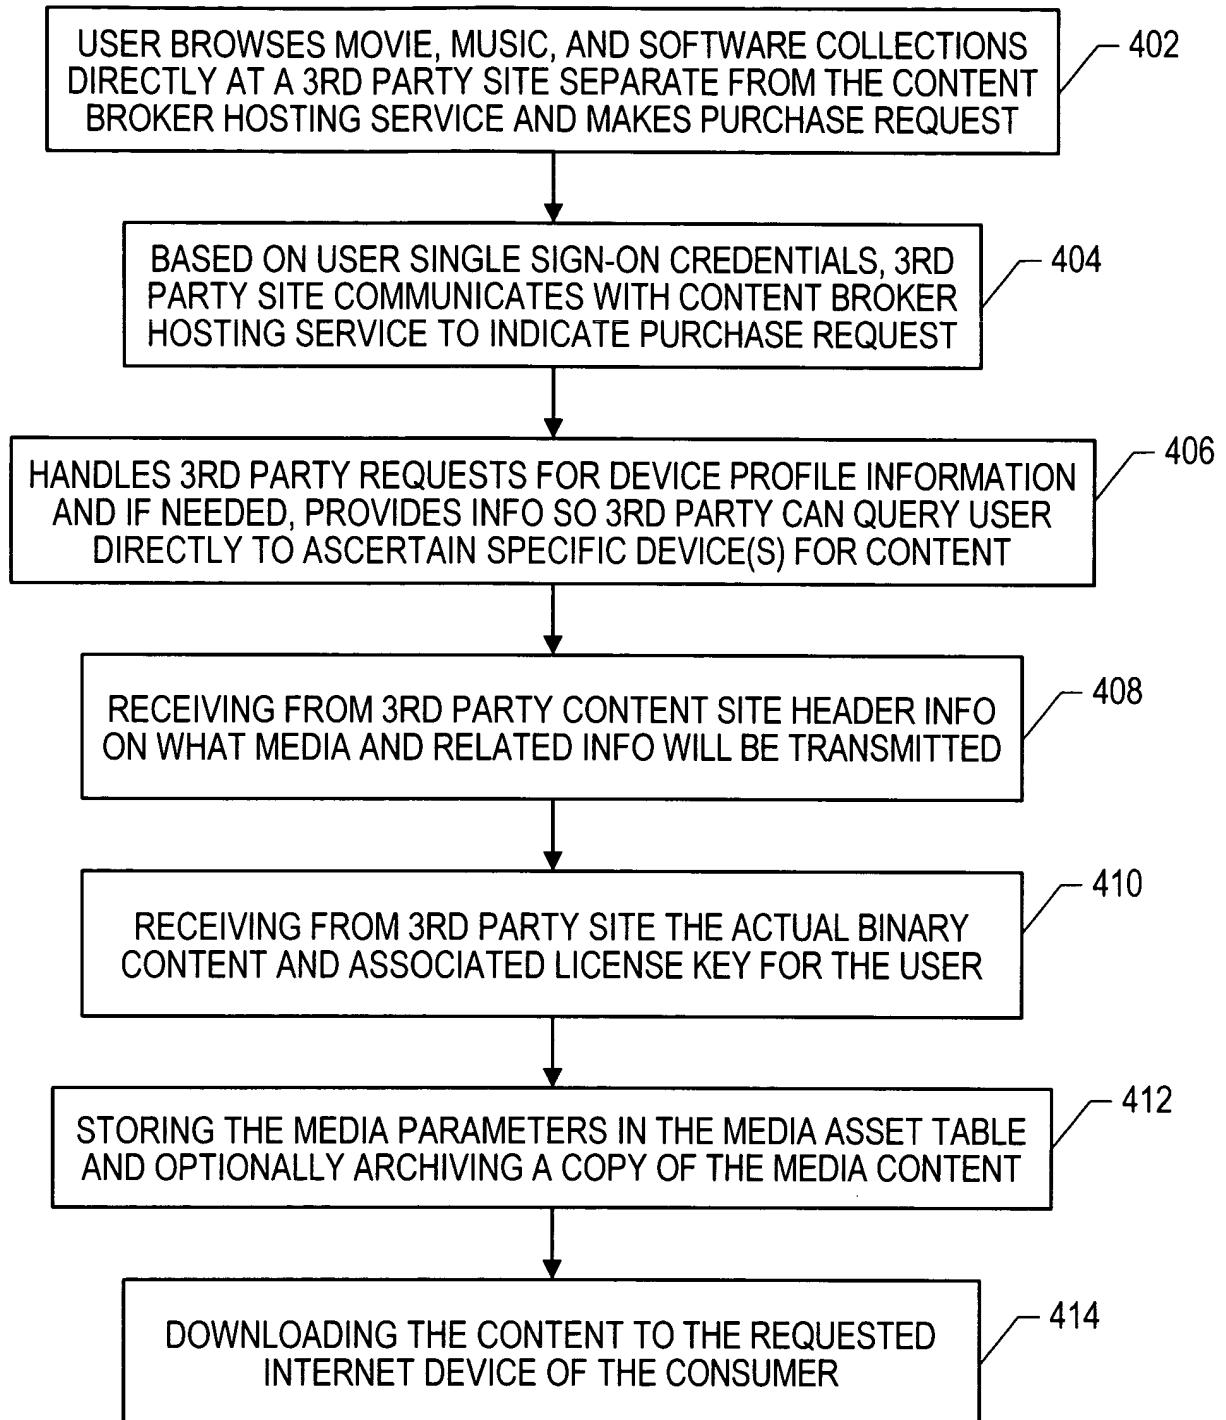 USER BROWSES MOVIE, MUSIC, AND SOFTWARE COLLECTIONS
DIRECTLY AT A 3RD PARTY SITE SEPARATE FROM THE CONTENT
BROKER HOSTING SERVICE AND MAKES PURCHASE REQUEST
402
BASED ON USER SINGLE SIGN-ON CREDENTIALS, 3RD
PARTY SITE COMMUNICATES WITH CONTENT BROKER
HOSTING SERVICE TO INDICATE PURCHASE REQUEST
404
HANDLES 3RD PARTY REQUESTS FOR DEVICE PROFILE INFORMATION
AND IF NEEDED, PROVIDES INFO SO 3RD PARTY CAN QUERY USER
DIRECTLY TO ASCERTAIN SPECIFIC DEVICE(S) FOR CONTENT
406
RECEIVING FROM 3RD PARTY CONTENT SITE HEADER INFO
ON WHAT MEDIA AND RELATED INFO WILL BE TRANSMITTED
408
RECEIVING FROM 3RD PARTY SITE THE ACTUAL BINARY
CONTENT AND ASSOCIATED LICENSE KEY FOR THE USER
410
STORING THE MEDIA PARAMETERS IN THE MEDIA ASSET TABLE
AND OPTIONALLY ARCHIVING A COPY OF THE MEDIA CONTENT
412
DOWNLOADING THE CONTENT TO THE REQUESTED
INTERNET DEVICE OF THE CONSUMER
414